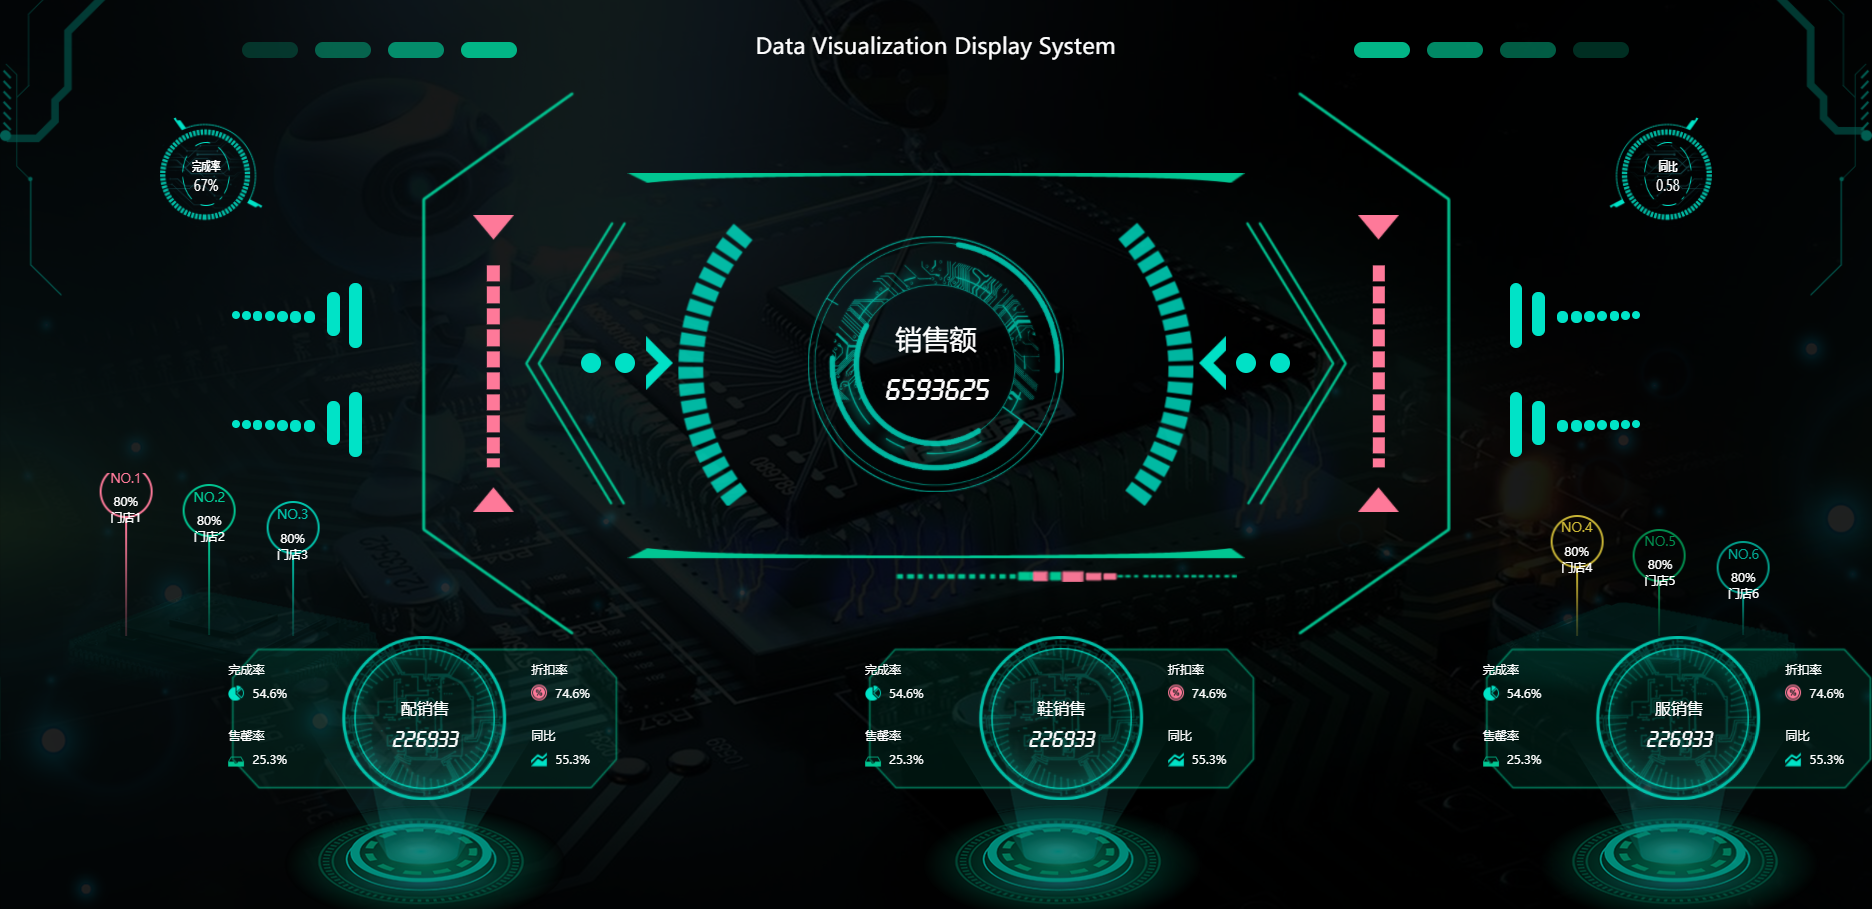 Data Visualization Display System
完成率
67%
同比
0.58
销售额
6593625
NO.1
80%
门店1
NO.2
80%
门店2
NO.3
80%
门店3
NO.4
80%
门店4
NO.5
80%
门店5
NO.6
80%
门店6
完成率
54.6%
售罄率
25.3%
配销售
226933
折扣率
74.6%
同比
55.3%
完成率
54.6%
售罄率
25.3%
鞋销售
226933
折扣率
74.6%
同比
55.3%
完成率
54.6%
售罄率
25.3%
服销售
226933
折扣率
74.6%
同比
55.3%